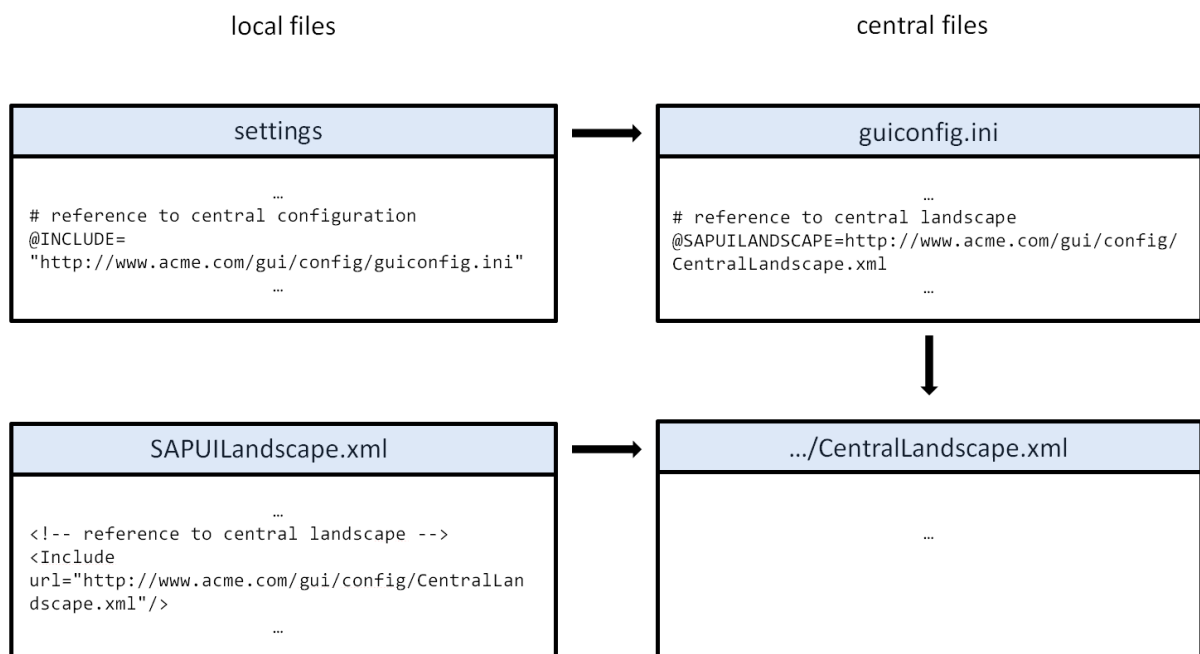 local files
central files
settings
…
# reference to central configuration
@INCLUDE=
"http://www.acme.com/gui/config/guiconfig.ini"
…
guiconfig.ini
…
# reference to central landscape
@SAPUILANDSCAPE=http://www.acme.com/gui/config/
CentralLandscape.xml
…
SAPUILandscape.xml
…
<!-- reference to central landscape -->
<Include
url="http://www.acme.com/gui/config/CentralLan
dscape.xml"/>
…
…/CentralLandscape.xml
…